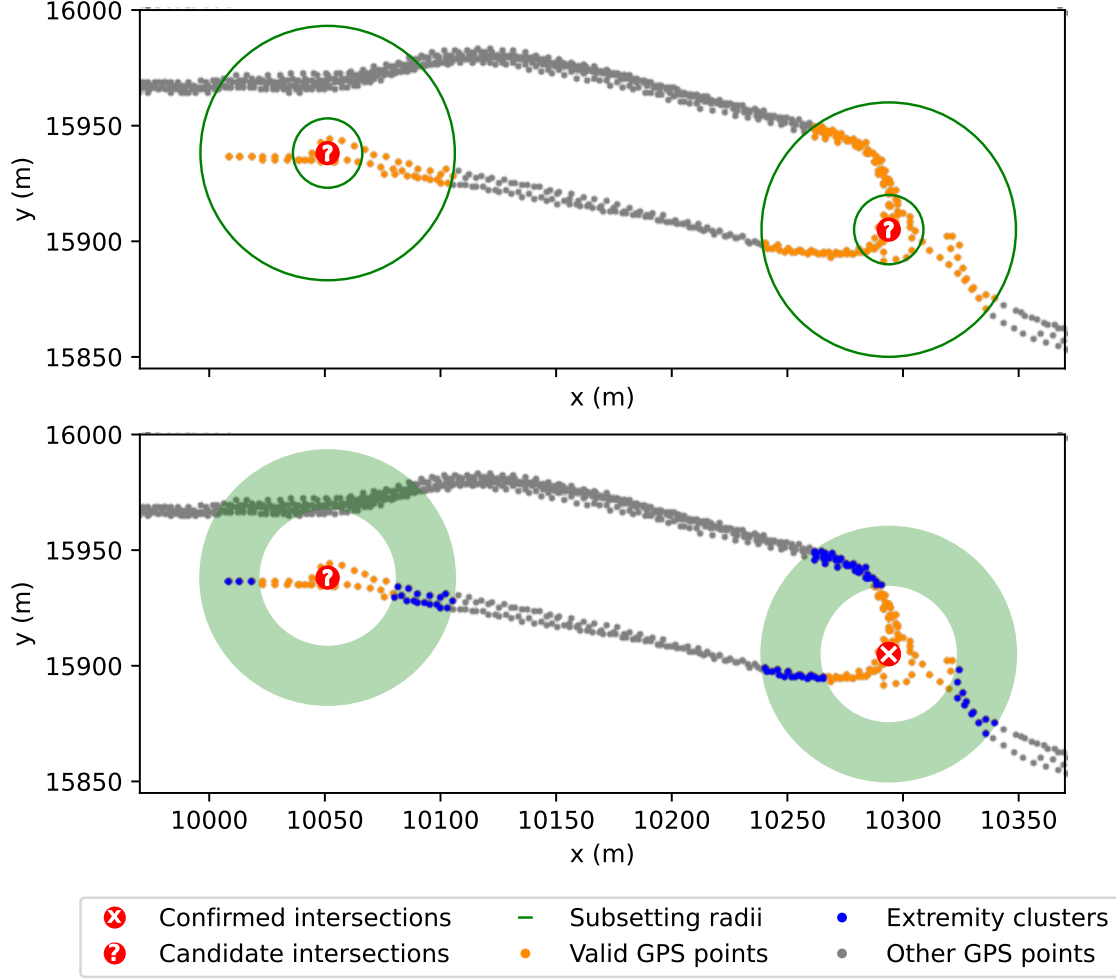 16000
15950
15900
15850
y (m)
x (m)
16000
15950
15900
15850
y (m)
10000 10050 10100 10150 10200 10250 10300 10350
x (m)
Confirmed intersections Subsetting radii Extremity clusters
Candidate intersections Valid GPS points Other GPS points